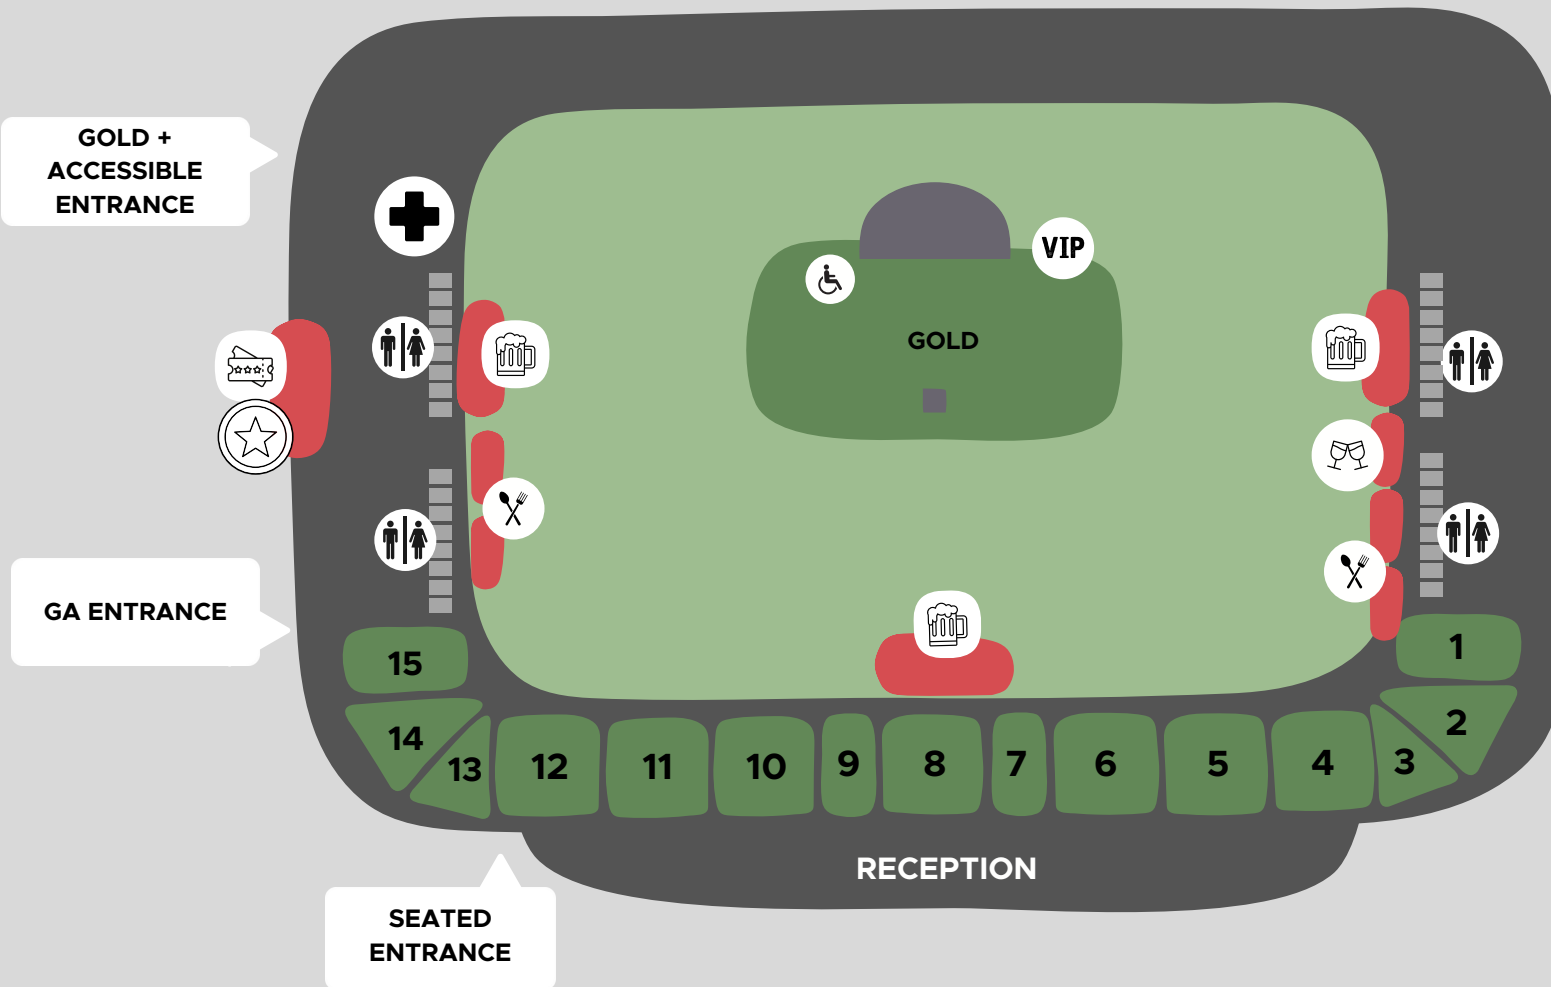 GOLD +
ACCESSIBLE
ENTRANCE
VIP
GOLD
GA ENTRANCE
15
1
14
2
13
12
11
10
9
8
7
6
5
4
3
RECEPTION
SEATED
ENTRANCE